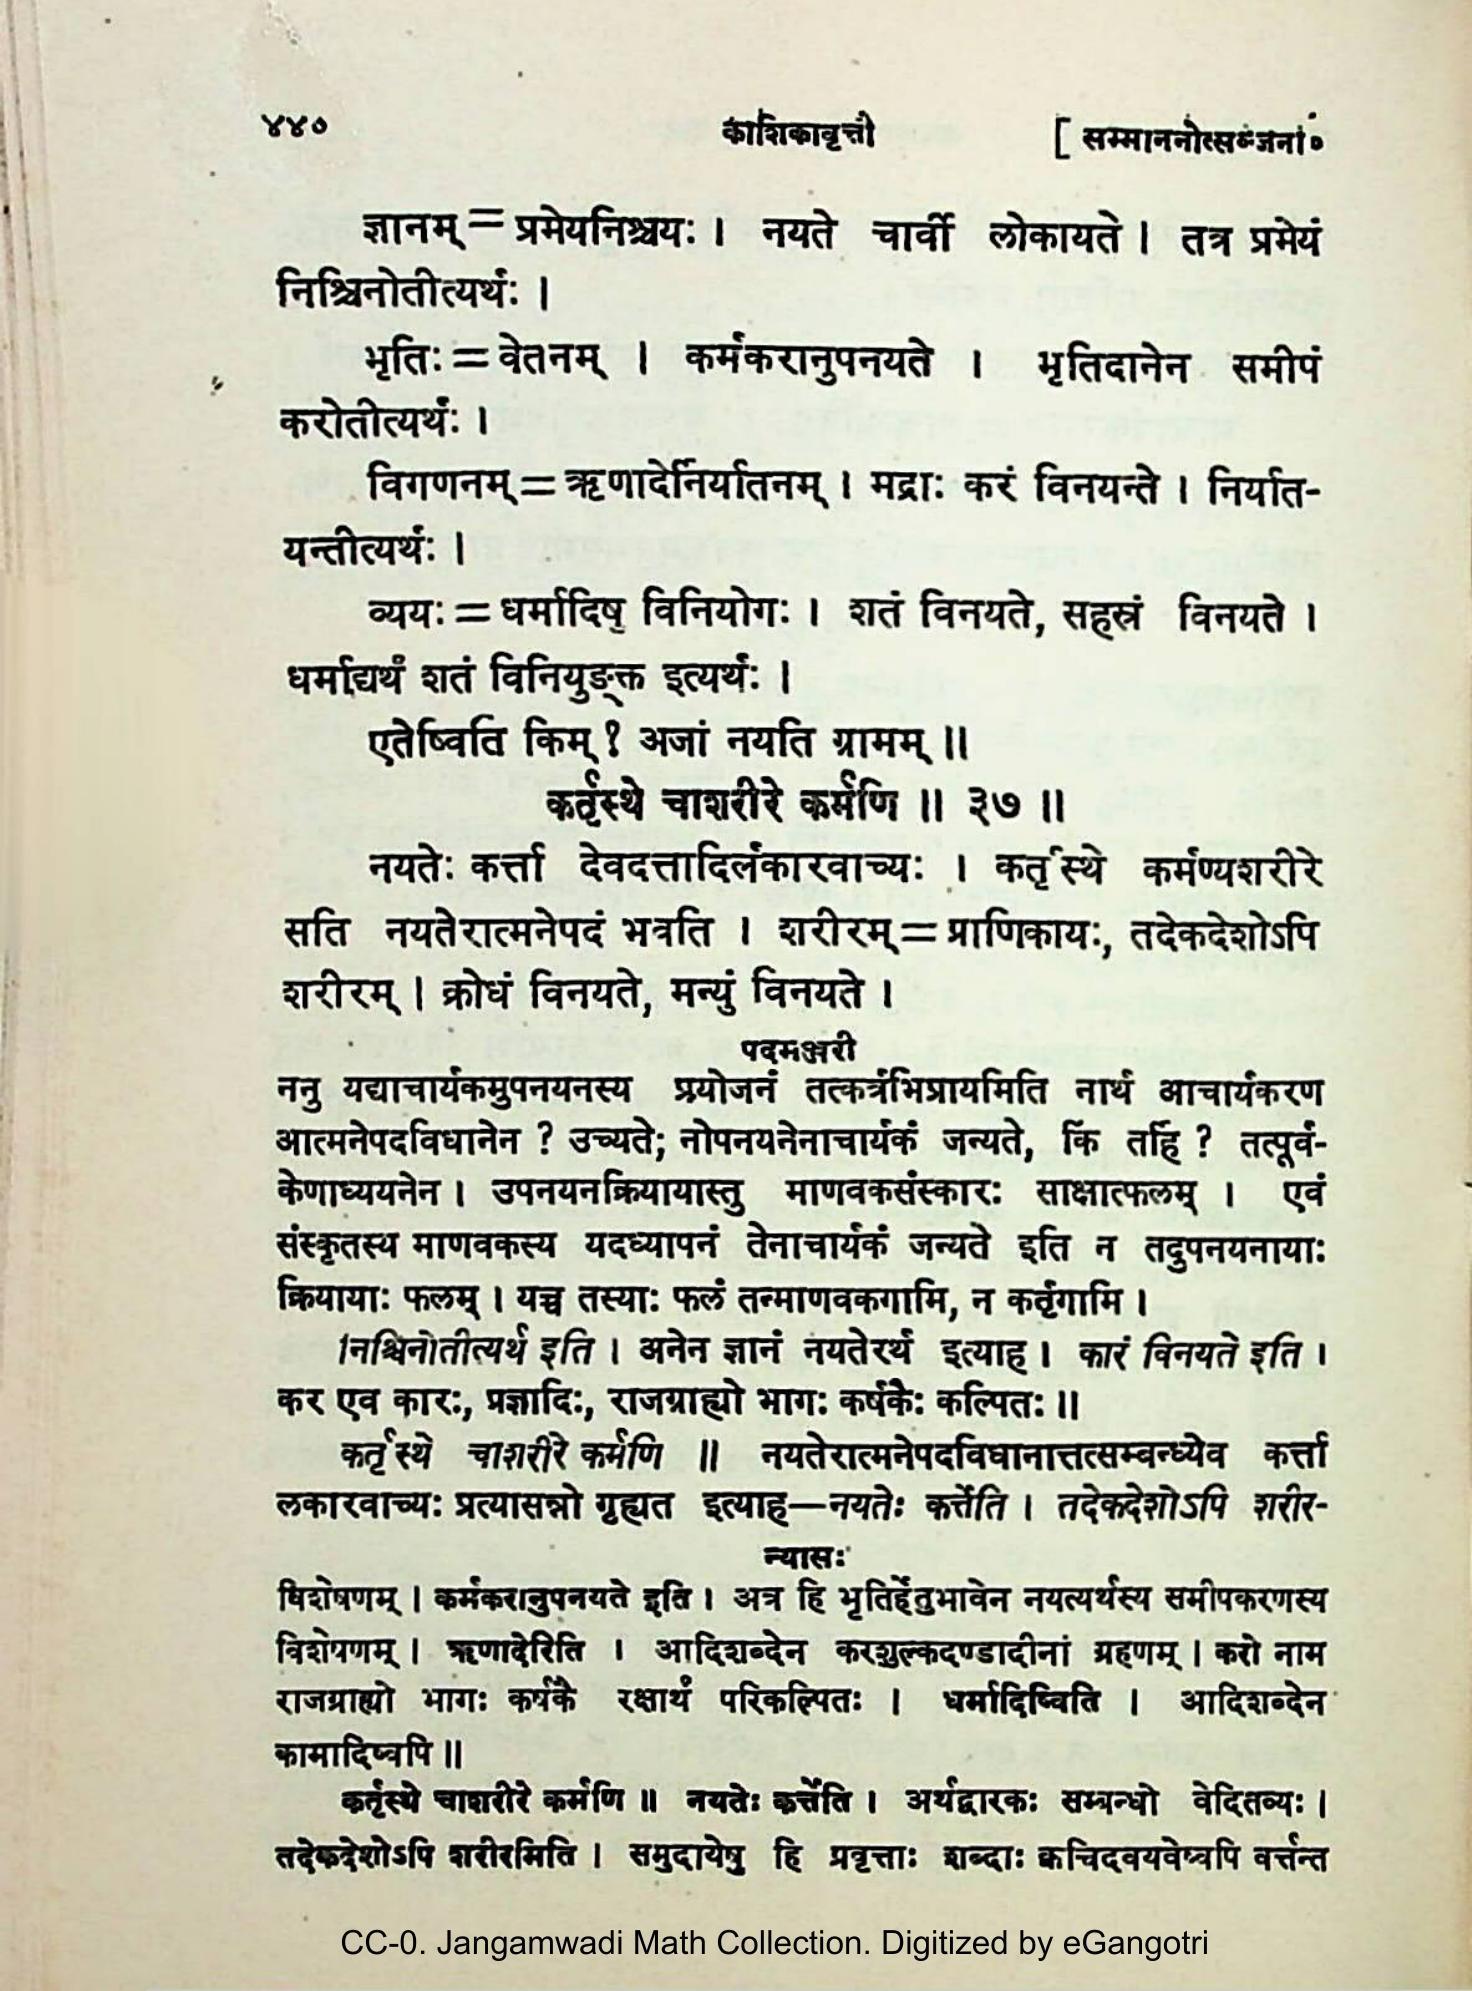 ४४०
काशिकावृत्तौ
[ सम्माननोत्सञ्जना॰
ज्ञानम् = प्रमेयनिश्चयः । नयते चार्वी लोकायते । तत्र प्रमेयं
निश्चिनोतीत्यर्थः ।
भृतिः = वेतनम् । कर्मकरानुपनयते । भृतिदानेन समीपं
करोतीत्यर्थः ।
विगणनम् = ऋणादेर्निर्यातनम् । मद्राः करं विनयन्ते । निर्यात-
यन्तीत्यर्थः ।
व्ययः = धर्मादिषु विनियोगः । शतं विनयते, सहस्रं विनयते ।
धर्माद्यर्थं शतं विनियुङ्क्त इत्यर्थः ।
एतेष्विति किम् ? अजां नयति ग्रामम् ॥
कर्तृस्थे चाशरीरे कर्मणि ॥ ३७ ॥
नयतेः कर्त्ता देवदत्तादिर्लकारवाच्यः । कर्तृस्थे कर्मण्यशरीरे
सति नयतेरात्मनेपदं भवति । शरीरम् = प्राणिकायः, तदेकदेशोऽपि
शरीरम् । क्रोधं विनयते, मन्युं विनयते ।
पदमञ्जरी
ननु यद्याचार्यकमुपनयनस्य प्रयोजनं तत्कर्त्रभिप्रायमिति नार्थ आचार्यकरण
आत्मनेपदविधानेन ? उच्यते; नोपनयनेनाचार्यकं जन्यते, किं तर्हि ? तत्पूर्व-
केणाध्ययनेन । उपनयनक्रियायास्तु माणवकसंस्कारः साक्षात्फलम् । एवं
संस्कृतस्य माणवकस्य यदध्यापनं तेनाचार्यकं जन्यते इति न तदुपनयनायाः
क्रियायाः फलम् । यच्च तस्याः फलं तन्माणवकगामि, न कर्तृगामि ।
निश्चिनोतीत्यर्थ इति । अनेन ज्ञानं नयतेरर्थ इत्याह । कारं विनयते इति ।
कर एव कारः, प्रज्ञादिः, राजग्राह्यो भागः कर्षकैः कल्पितः ॥
कर्तृस्थे चाशरीरे कर्मणि ॥ नयतेरात्मनेपदविधानात्तत्सम्बन्ध्येव कर्त्ता
लकारवाच्यः प्रत्यासन्नो गृह्यत इत्याह—नयतेः कर्त्तेति । तदेकदेशोऽपि शरीर-
न्यासः
विशेषणम् । कर्मकरानुपनयते इति । अत्र हि भृतिर्हेतुभावेन नयत्यर्थस्य समीपकरणस्य
विशेषणम् । ऋणादेरिति । आदिशब्देन करशुल्कदण्डादीनां ग्रहणम् । करो नाम
राजग्राह्यो भागः कर्षकै रक्षार्थं परिकल्पितः । धर्मादिष्विति । आदिशब्देन
कामादिष्वपि ॥
कर्तृस्थे चाशरीरे कर्मणि ॥ नयतेः कर्त्तेति । अर्थद्वारकः सम्बन्धो वेदितव्यः ।
तदेकदेशोऽपि शरीरमिति । समुदायेषु हि प्रवृत्ताः शब्दाः क्वचिदवयवेष्वपि वर्त्तन्त
CC-0. Jangamwadi Math Collection. Digitized by eGangotri